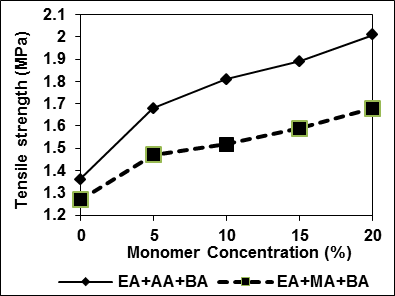 Tensile strength (MPa)
2.1
2
1.9
1.8
1.7
1.6
1.5
1.4
1.3
1.2
0 5 10 15 20
Monomer Concentration (%)
EA+AA+BA EA+MA+BA